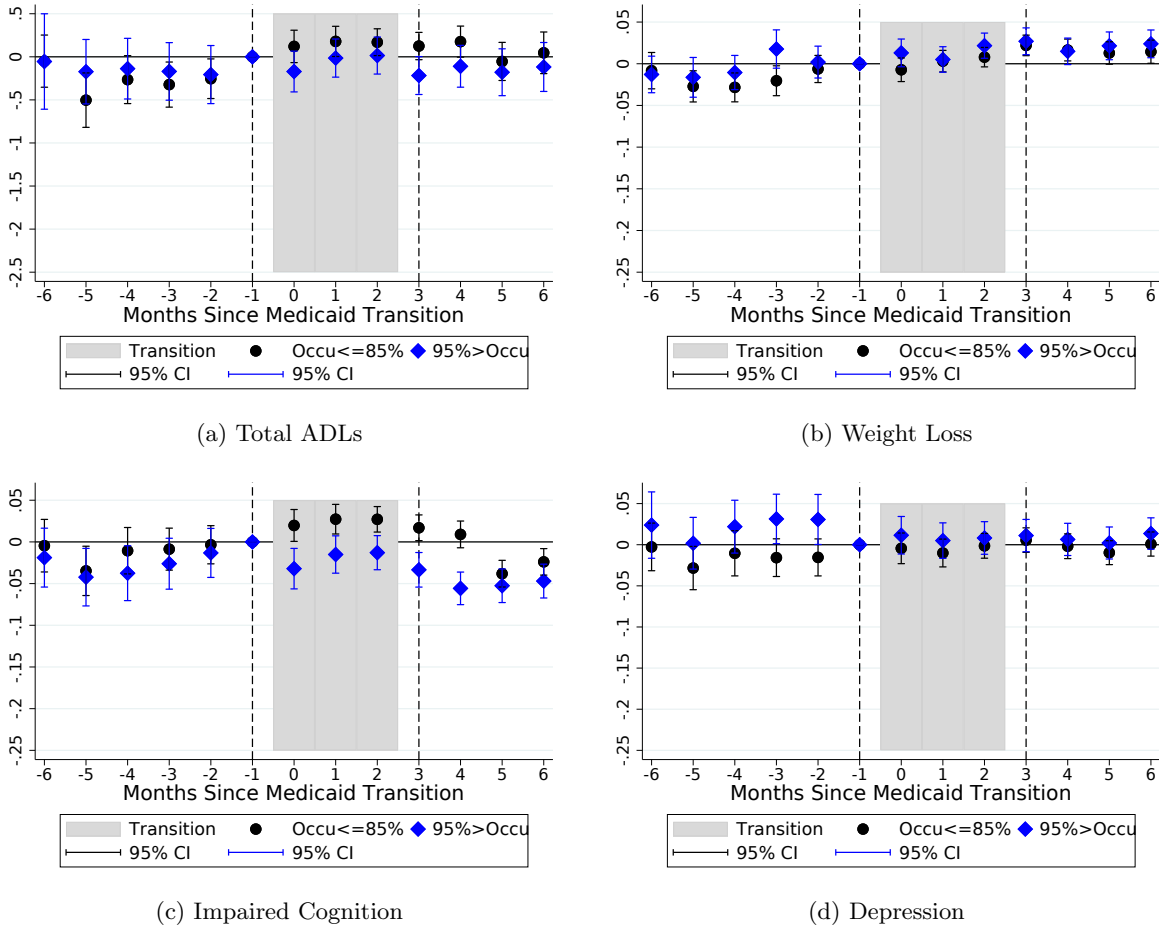 .5
0
-.5
-1
-1.5
-2
-2.5
-6 -5 -4 -3 -2 -1 0 1 2 3 4 5 6
Months Since Medicaid Transition
Transition Occu<=85% 95%>Occu
95% CI 95% CI
(a) Total ADLs
.05
0
-.05
-.1
-.15
-.2
-.25
-6 -5 -4 -3 -2 -1 0 1 2 3 4 5 6
Months Since Medicaid Transition
Transition Occu<=85% 95%>Occu
95% CI 95% CI
(b) Weight Loss
.05
0
-.05
-.1
-.15
-.2
-.25
-6 -5 -4 -3 -2 -1 0 1 2 3 4 5 6
Months Since Medicaid Transition
Transition Occu<=85% 95%>Occu
95% CI 95% CI
(c) Impaired Cognition
.05
0
-.05
-.1
-.15
-.2
-.25
-6 -5 -4 -3 -2 -1 0 1 2 3 4 5 6
Months Since Medicaid Transition
Transition Occu<=85% 95%>Occu
95% CI 95% CI
(d) Depression